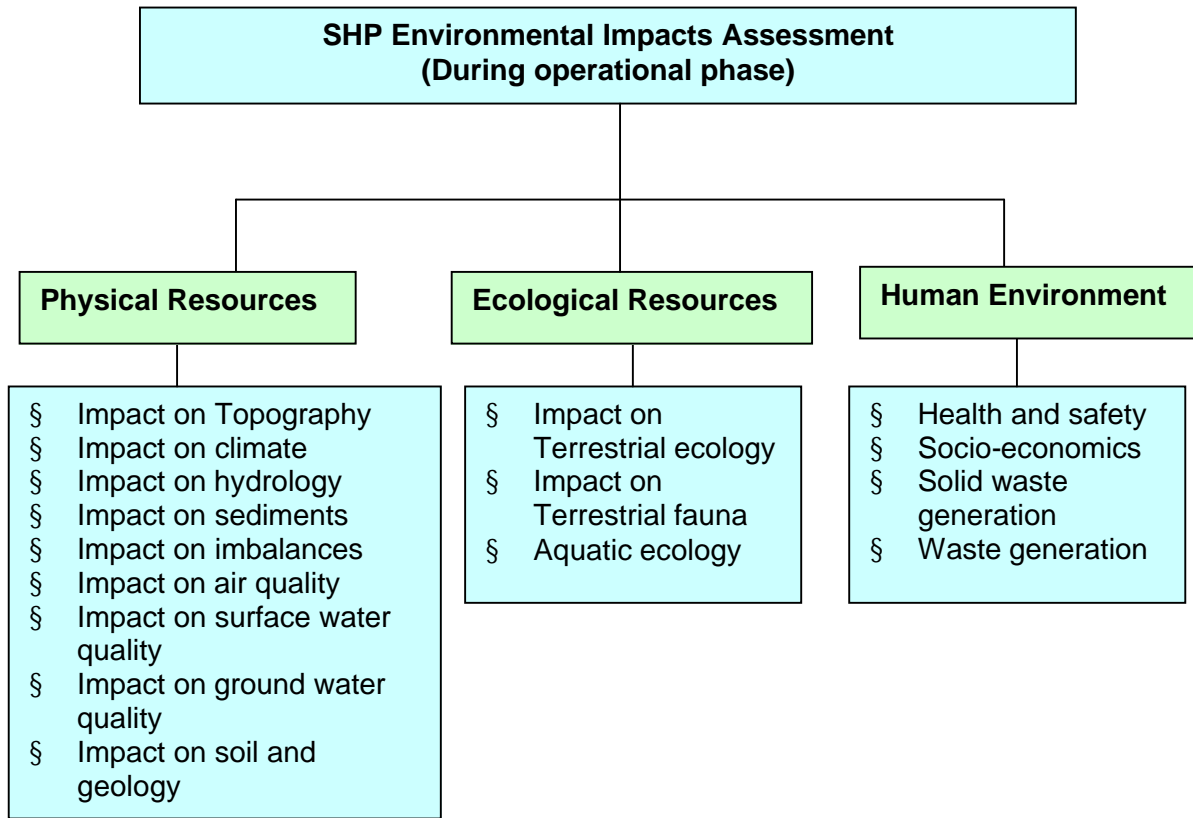 SHP Environmental Impacts Assessment
(During operational phase)
Physical Resources
Ecological Resources
Human Environment
§ Impact on Topography
§ Impact on climate
§ Impact on hydrology
§ Impact on sediments
§ Impact on imbalances
§ Impact on air quality
§ Impact on surface water
quality
§ Impact on ground water
quality
§ Impact on soil and
geology
§ Impact on
Terrestrial ecology
§ Impact on
Terrestrial fauna
§ Aquatic ecology
§ Health and safety
§ Socio-economics
§ Solid waste
generation
§ Waste generation